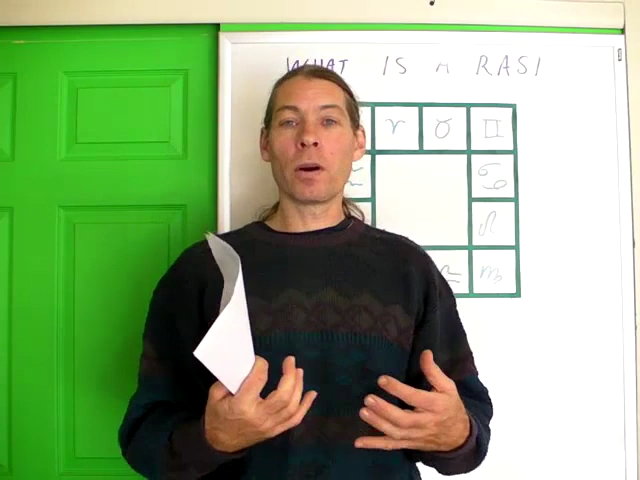 WHAT IS A RASI
♈ ♉ ♊
♒ ♋
♌
♎ ♍